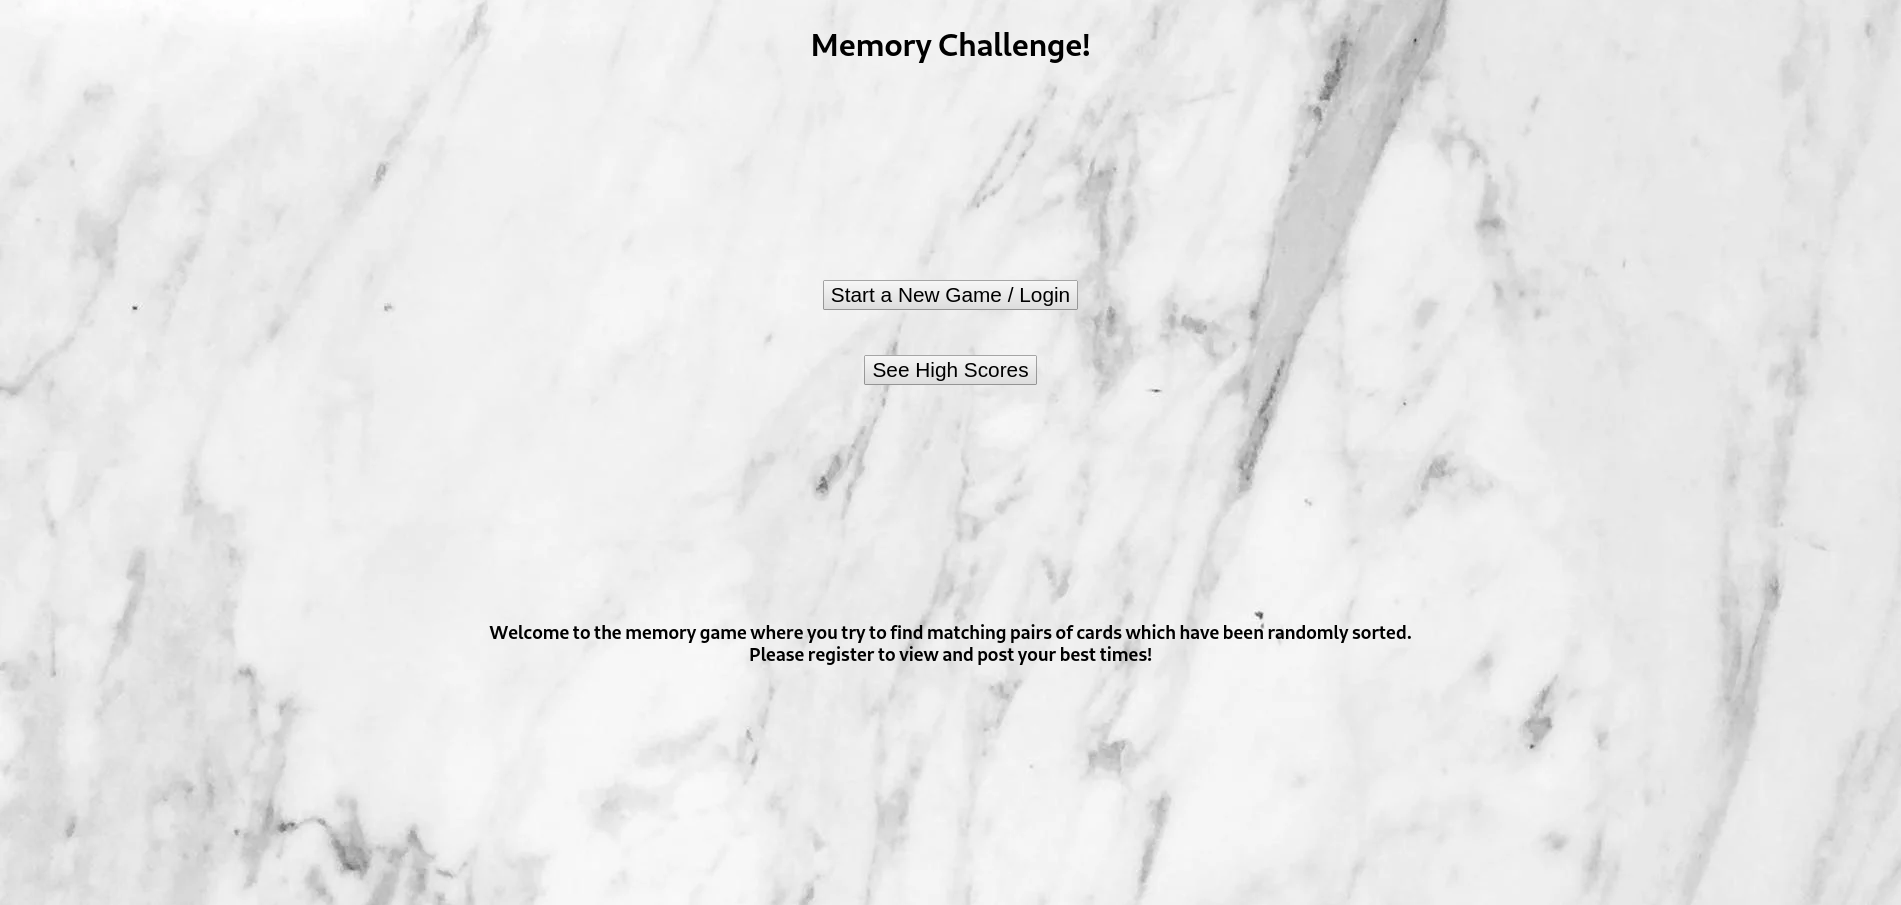 Memory Challenge!
Start a New Game / Login
See High Scores
Welcome to the memory game where you try to find matching pairs of cards which have been randomly sorted.
Please register to view and post your best times!